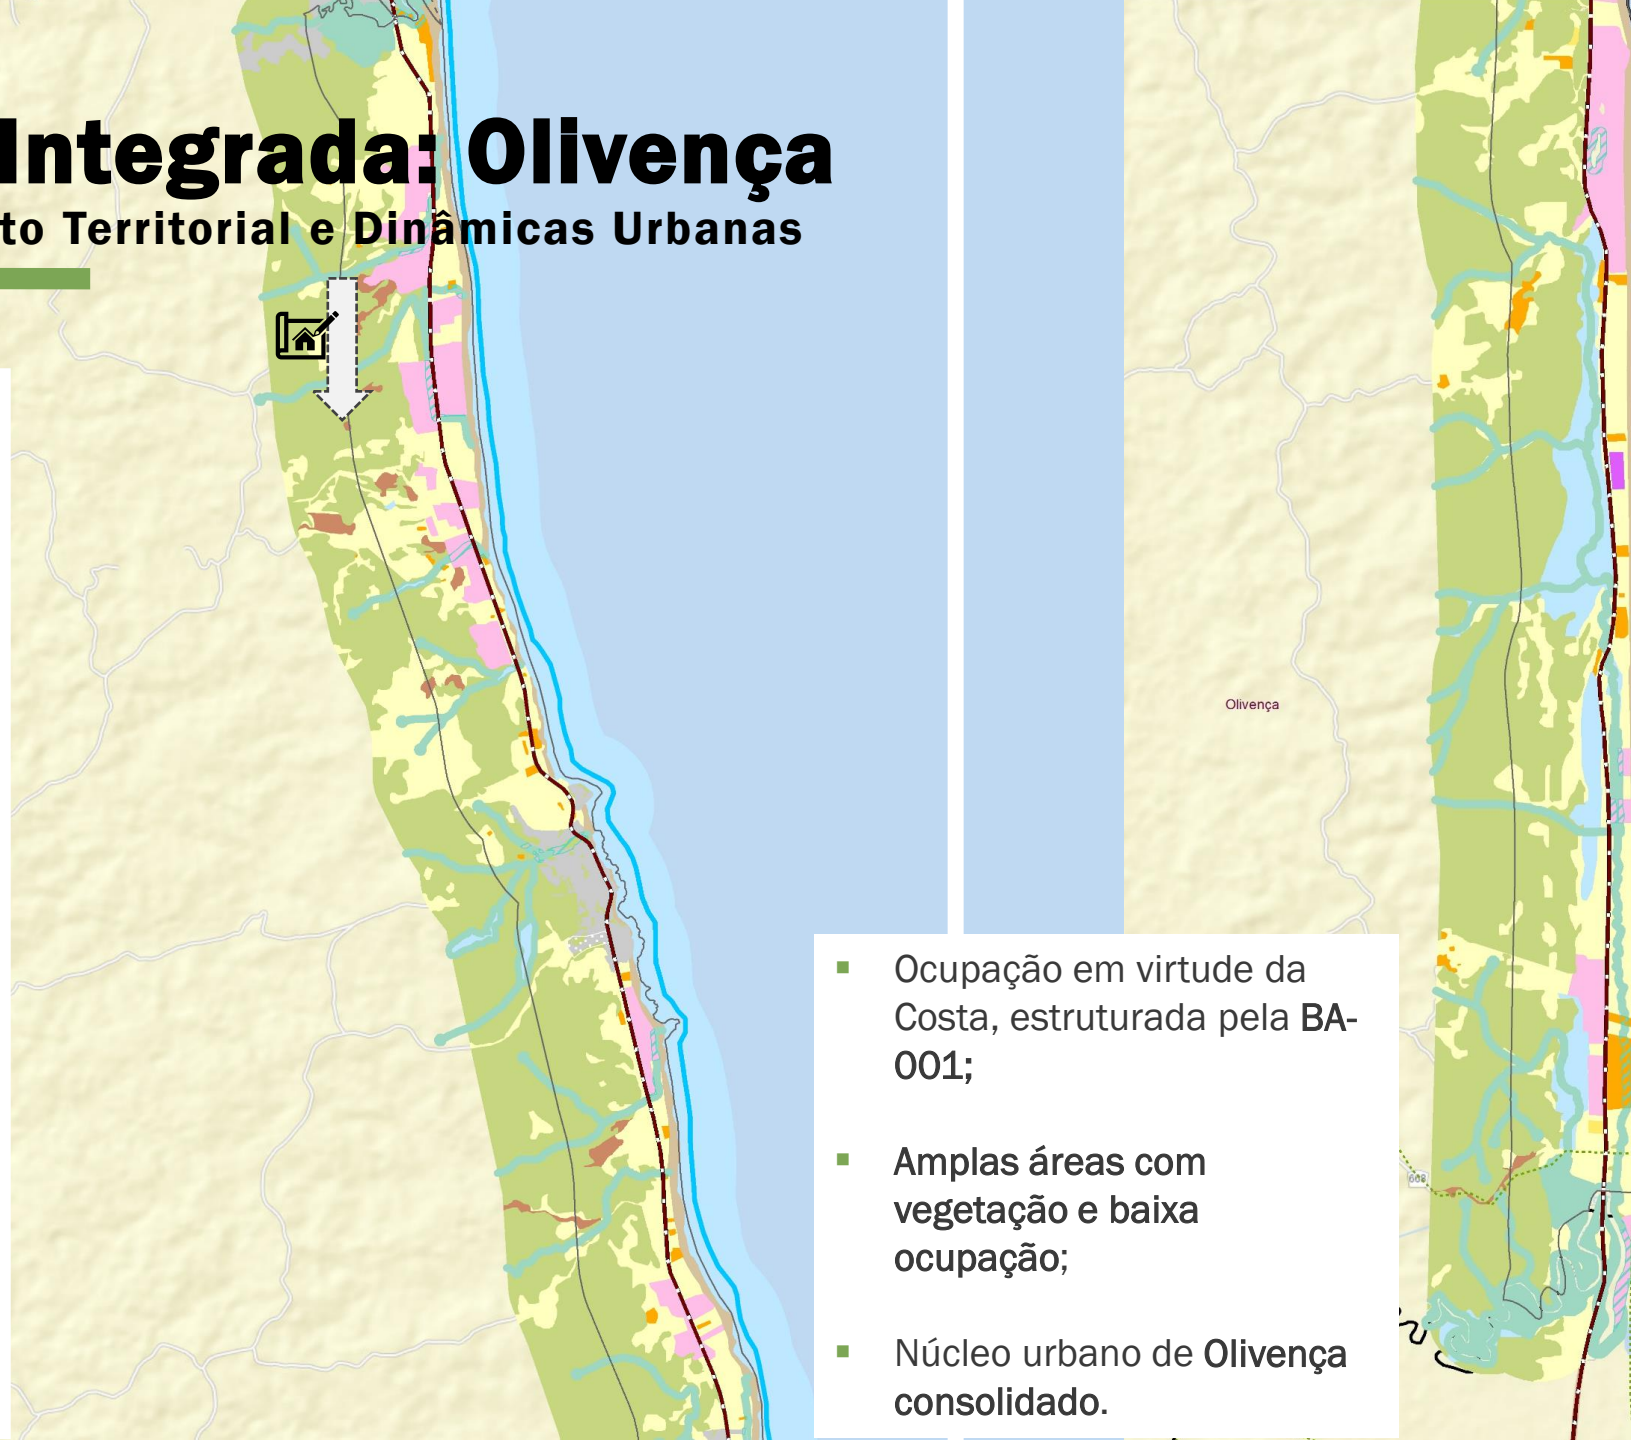 Integrada: Olivença
to Territorial e Dinâmicas Urbanas
Olivença
668
▪ Ocupação em virtude da
Costa, estruturada pela BA-
001;
▪ Amplas áreas com
vegetação e baixa
ocupação;
▪ Núcleo urbano de Olivença
consolidado.